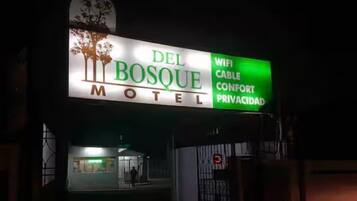 DEL
BOSQUE
MOTEL
WIFI
CABLE
CONFORT
PRIVACIDAD